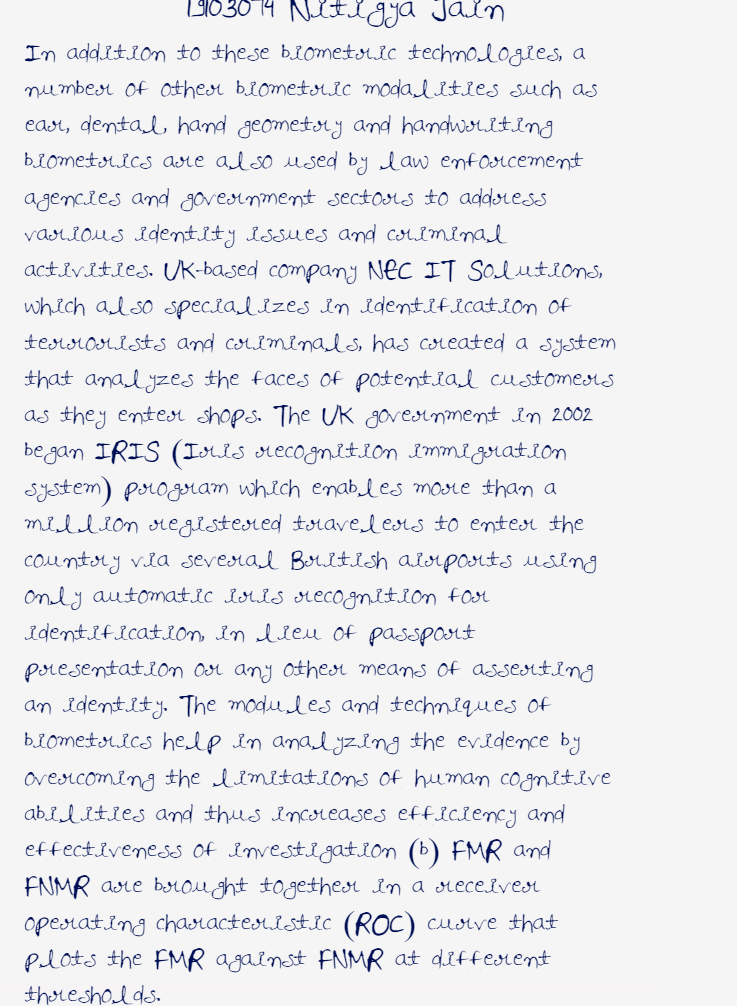 19103074 Nitigya Jain
In addition to these biometric technologies, a
number of other biometric modalities such as
ear, dental, hand geometry and handwriting
biometrics are also used by law enforcement
agencies and government sectors to address
various identity issues and criminal
activities. UK-based company NEC IT Solutions,
which also specializes in identification of
terrorists and criminals, has created a system
that analyzes the faces of potential customers
as they enter shops. The UK government in 2002
began IRIS (Iris recognition immigration
system) program which enables more than a
million registered travelers to enter the
country via several British airports using
only automatic iris recognition for
identification, in lieu of passport
presentation or any other means of asserting
an identity. The modules and techniques of
biometrics help in analyzing the evidence by
overcoming the limitations of human cognitive
abilities and thus increases efficiency and
effectiveness of investigation (b) FMR and
FNMR are brought together in a receiver
operating characteristic (ROC) curve that
plots the FMR against FNMR at different
thresholds.